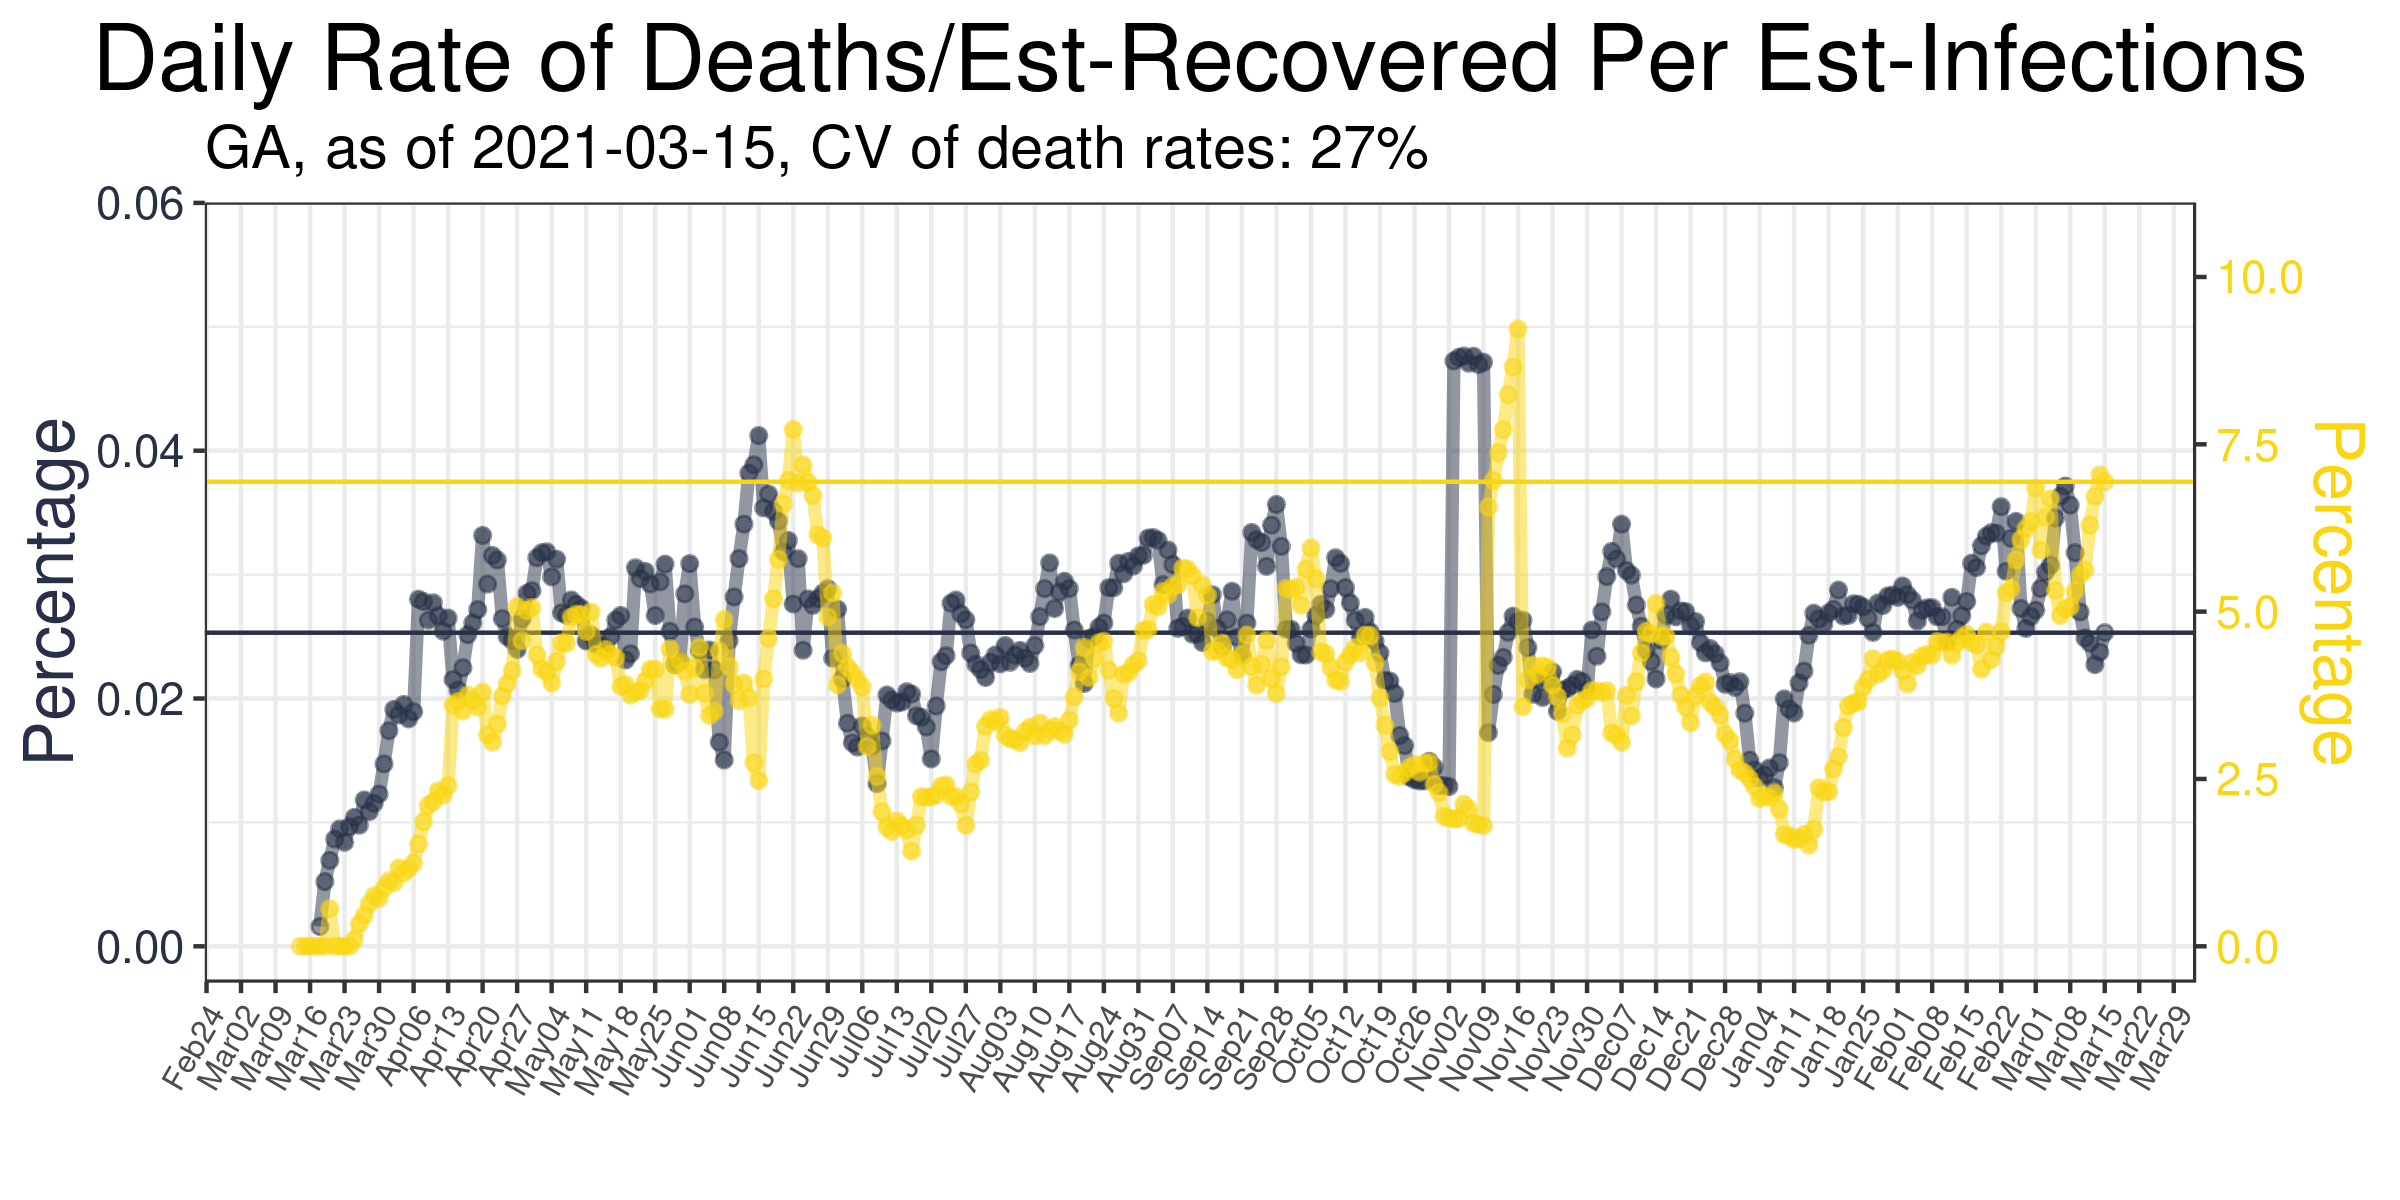 Daily Rate of Deaths/Est-Recovered Per Est-Infections
GA, as of 2021-03-15, CV of death rates: 27%
Percentage
0.06
0.04
0.02
0.00
10.0
7.5
5.0
2.5
0.0
Percentage
Feb24
Mar02
Mar09
Mar16
Mar23
Mar30
Apr06
Apr13
Apr20
Apr27
May04
May11
May18
May25
Jun01
Jun08
Jun15
Jun22
Jun29
Jul06
Jul13
Jul20
Jul27
Aug03
Aug10
Aug17
Aug24
Aug31
Sep07
Sep14
Sep21
Sep28
Oct05
Oct12
Oct19
Oct26
Nov02
Nov09
Nov16
Nov23
Nov30
Dec07
Dec14
Dec21
Dec28
Jan04
Jan11
Jan18
Jan25
Feb01
Feb08
Feb15
Feb22
Mar01
Mar08
Mar15
Mar22
Mar29